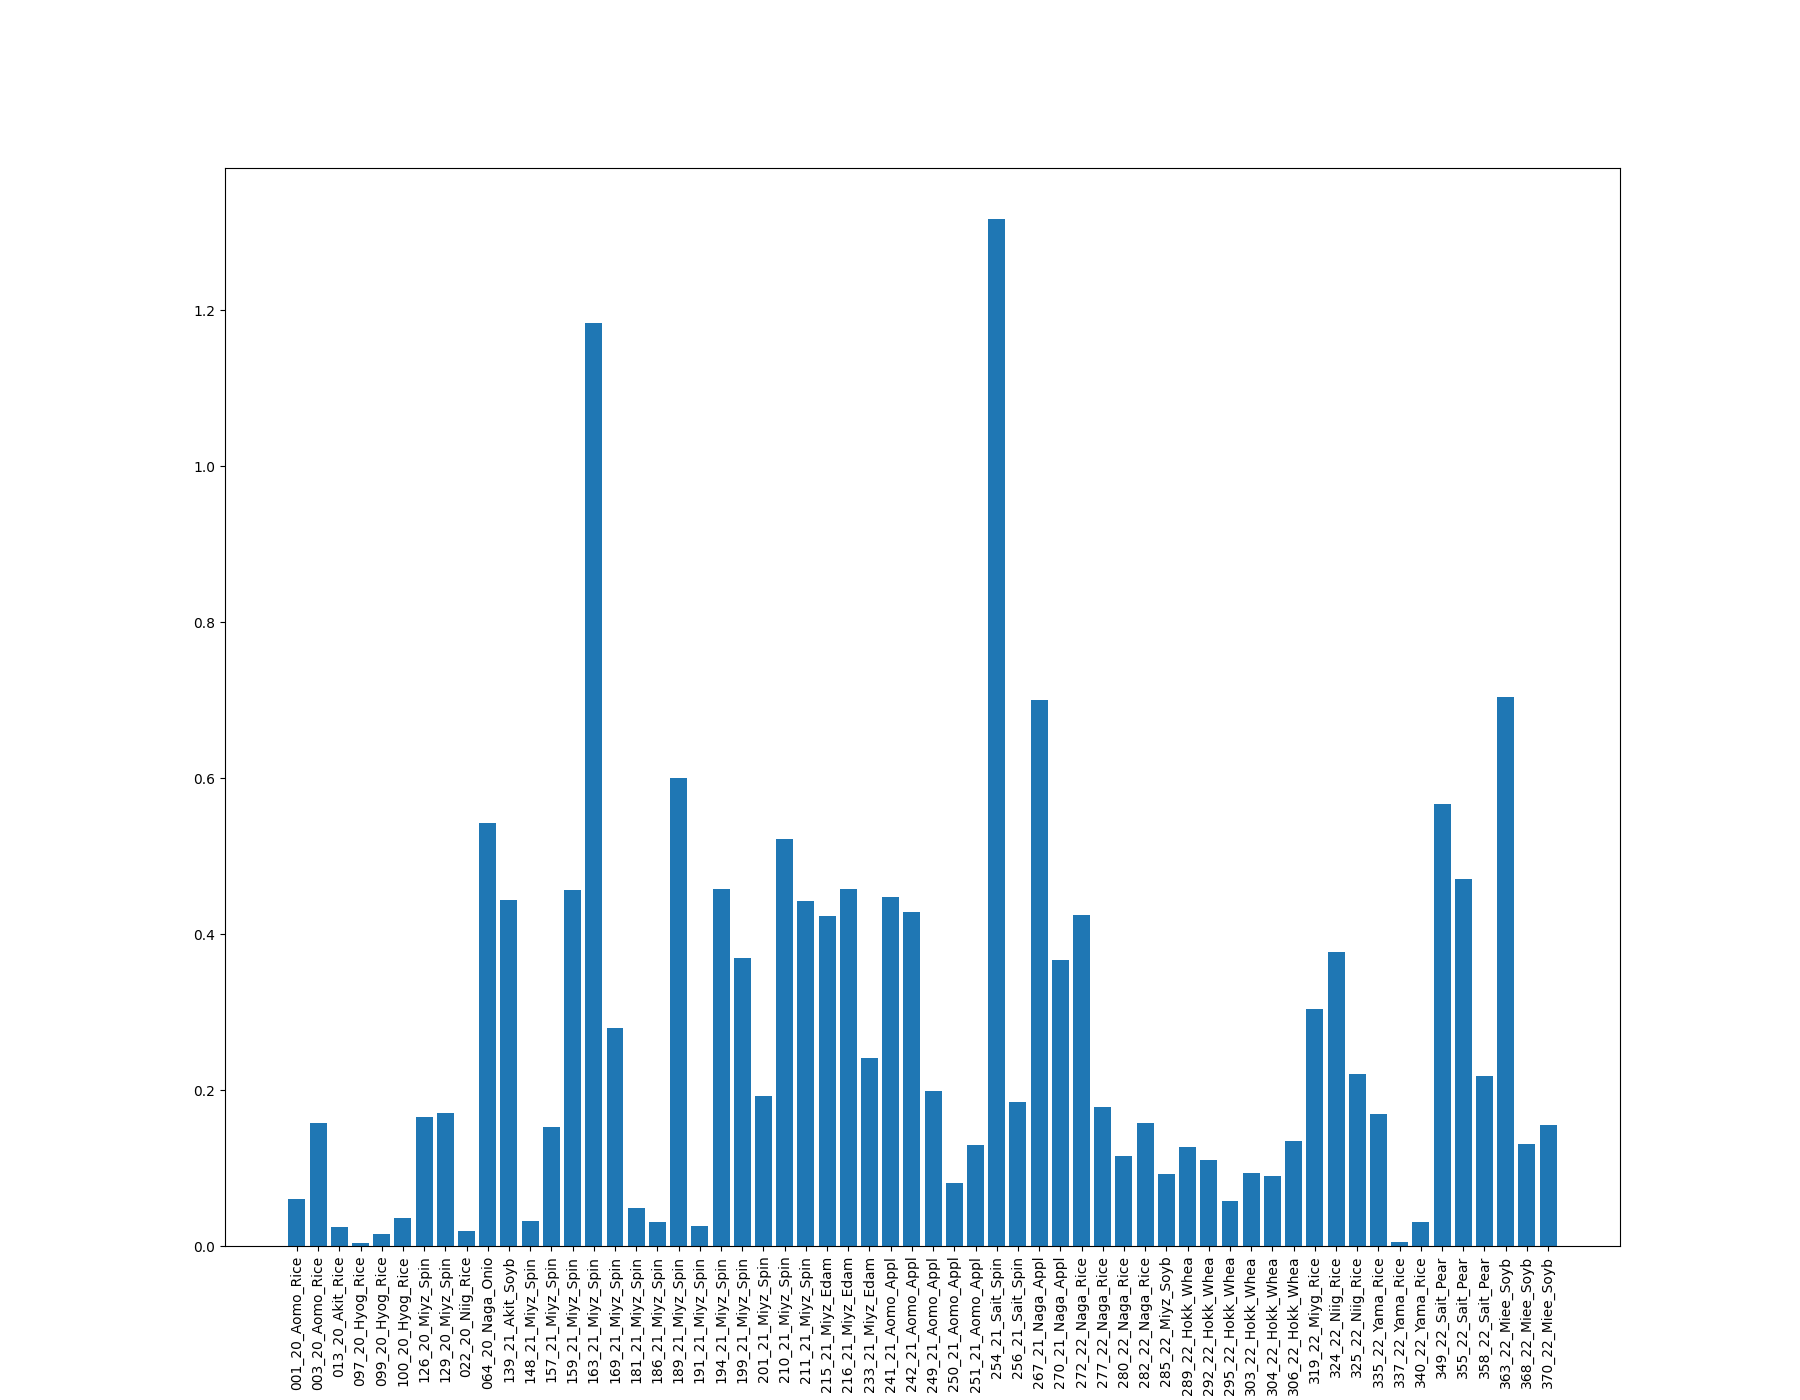 1.2
1.0
0.8
0.6
0.4
0.2
0.0
001_20_Aomo_Rice
003_20_Aomo_Rice
013_20_Akit_Rice
097_20_Hyog_Rice
099_20_Hyog_Rice
100_20_Hyog_Rice
126_20_Miyz_Spin
129_20_Miyz_Spin
022_20_Niig_Rice
064_20_Naga_Onio
139_21_Akit_Soyb
148_21_Miyz_Spin
157_21_Miyz_Spin
159_21_Miyz_Spin
163_21_Miyz_Spin
169_21_Miyz_Spin
181_21_Miyz_Spin
186_21_Miyz_Spin
189_21_Miyz_Spin
191_21_Miyz_Spin
194_21_Miyz_Spin
199_21_Miyz_Spin
201_21_Miyz_Spin
210_21_Miyz_Spin
211_21_Miyz_Spin
215_21_Miyz_Edam
216_21_Miyz_Edam
233_21_Miyz_Edam
241_21_Aomo_Appl
242_21_Aomo_Appl
249_21_Aomo_Appl
250_21_Aomo_Appl
251_21_Aomo_Appl
254_21_Sait_Spin
256_21_Sait_Spin
267_21_Naga_Appl
270_21_Naga_Appl
272_22_Naga_Rice
277_22_Naga_Rice
280_22_Naga_Rice
282_22_Naga_Rice
285_22_Miyz_Soyb
289_22_Hokk_Whea
292_22_Hokk_Whea
295_22_Hokk_Whea
303_22_Hokk_Whea
304_22_Hokk_Whea
306_22_Hokk_Whea
319_22_Miyg_Rice
324_22_Niig_Rice
325_22_Niig_Rice
335_22_Yama_Rice
337_22_Yama_Rice
340_22_Yama_Rice
349_22_Sait_Pear
355_22_Sait_Pear
358_22_Sait_Pear
363_22_Miee_Soyb
368_22_Miee_Soyb
370_22_Miee_Soyb